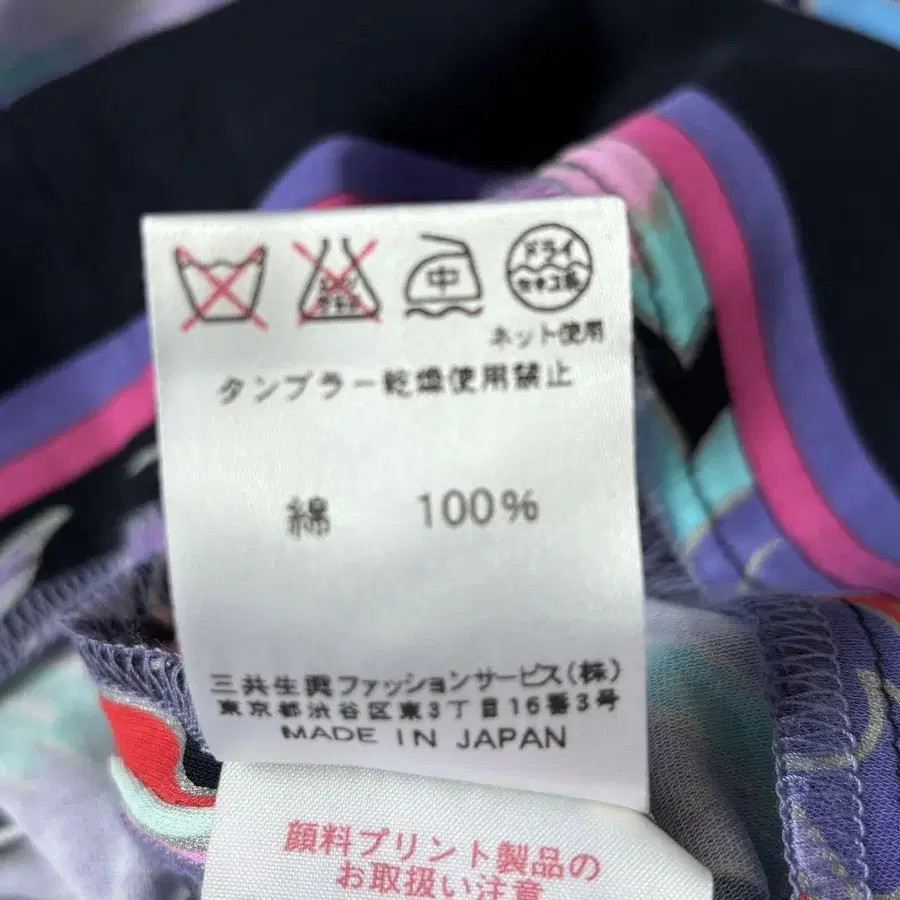 中 ドライ
セキユ系
ネット使用
タンブラー乾燥使用禁止
綿 100%
三共生興ファッションサービス(株)
東京都渋谷区東3丁目16番3号
MADE IN JAPAN
顔料プリント製品の
お取扱い注意